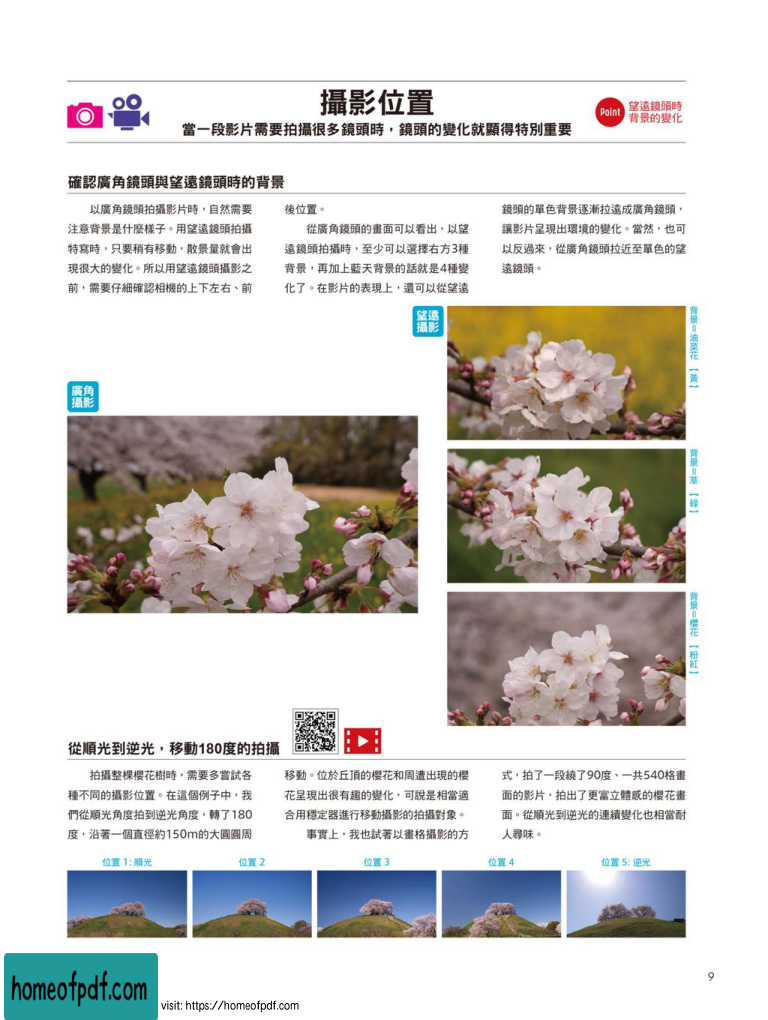 攝影位置
當一段影片需要拍攝很多鏡頭時，鏡頭的變化就顯得特別重要
Point
望遠鏡頭時
背景的變化
確認廣角鏡頭與望遠鏡頭時的背景
以廣角鏡頭拍攝影片時，自然需要
注意背景是什麼樣子。用望遠鏡頭拍攝
特寫時，只要稍有移動，散景量就會出
現很大的變化。所以用望遠鏡頭攝影之
前，需要仔細確認相機的上下左右、前
後位置。
從廣角鏡頭的畫面可以看出，以望
遠鏡頭拍攝時，至少可以選擇右方3種
背景，再加上藍天背景的話就是4種變
化了。在影片的表現上，還可以從望遠
鏡頭的單色背景逐漸拉遠成廣角鏡頭，
讓影片呈現出環境的變化。當然，也可
以反過來，從廣角鏡頭拉近至單色的望
遠鏡頭。
望遠
攝影
背景＝油菜花【黃】
廣角
攝影
背景＝草【綠】
背景＝櫻花【粉紅】
從順光到逆光，移動180度的拍攝
拍攝整棵櫻花樹時，需要多嘗試各
種不同的攝影位置。在這個例子中，我
們從順光角度拍到逆光角度，轉了180
度，沿著一個直徑約150m的大圓圓周
移動。位於丘頂的櫻花和周遭出現的櫻
花呈現出很有趣的變化，可說是相當適
合用穩定器進行移動攝影的拍攝對象。
事實上，我也試著以畫格攝影的方
式，拍了一段繞了90度、一共540格畫
面的影片，拍出了更富立體感的櫻花畫
面。從順光到逆光的連續變化也相當耐
人尋味。
位置 1: 順光
位置 2
位置 3
位置 4
位置 5: 逆光
9
homeofpdf.com
visit: https://homeofpdf.com